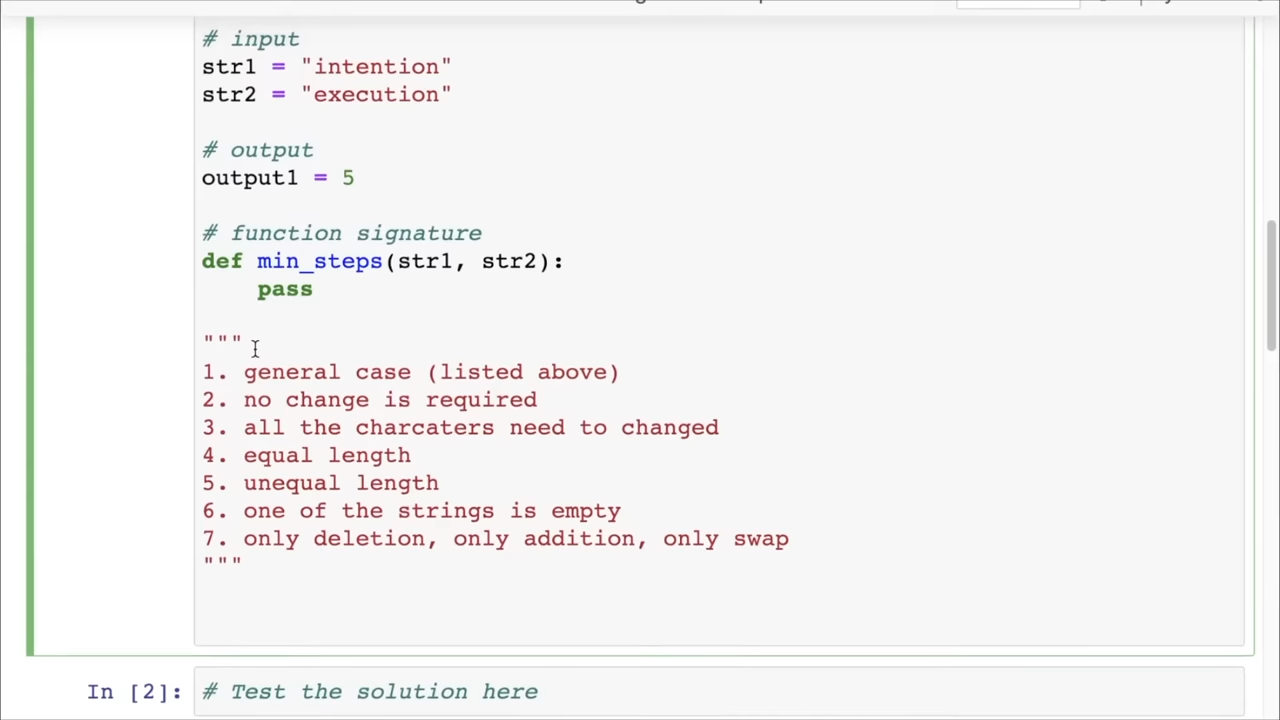 # input
str1 = "intention"
str2 = "execution"
# output
output1 = 5
# function signature
def min_steps(str1, str2):
    pass
"""
1. general case (listed above)
2. no change is required
3. all the charcaters need to changed
4. equal length
5. unequal length
6. one of the strings is empty
7. only deletion, only addition, only swap
"""
In [2]: # Test the solution here